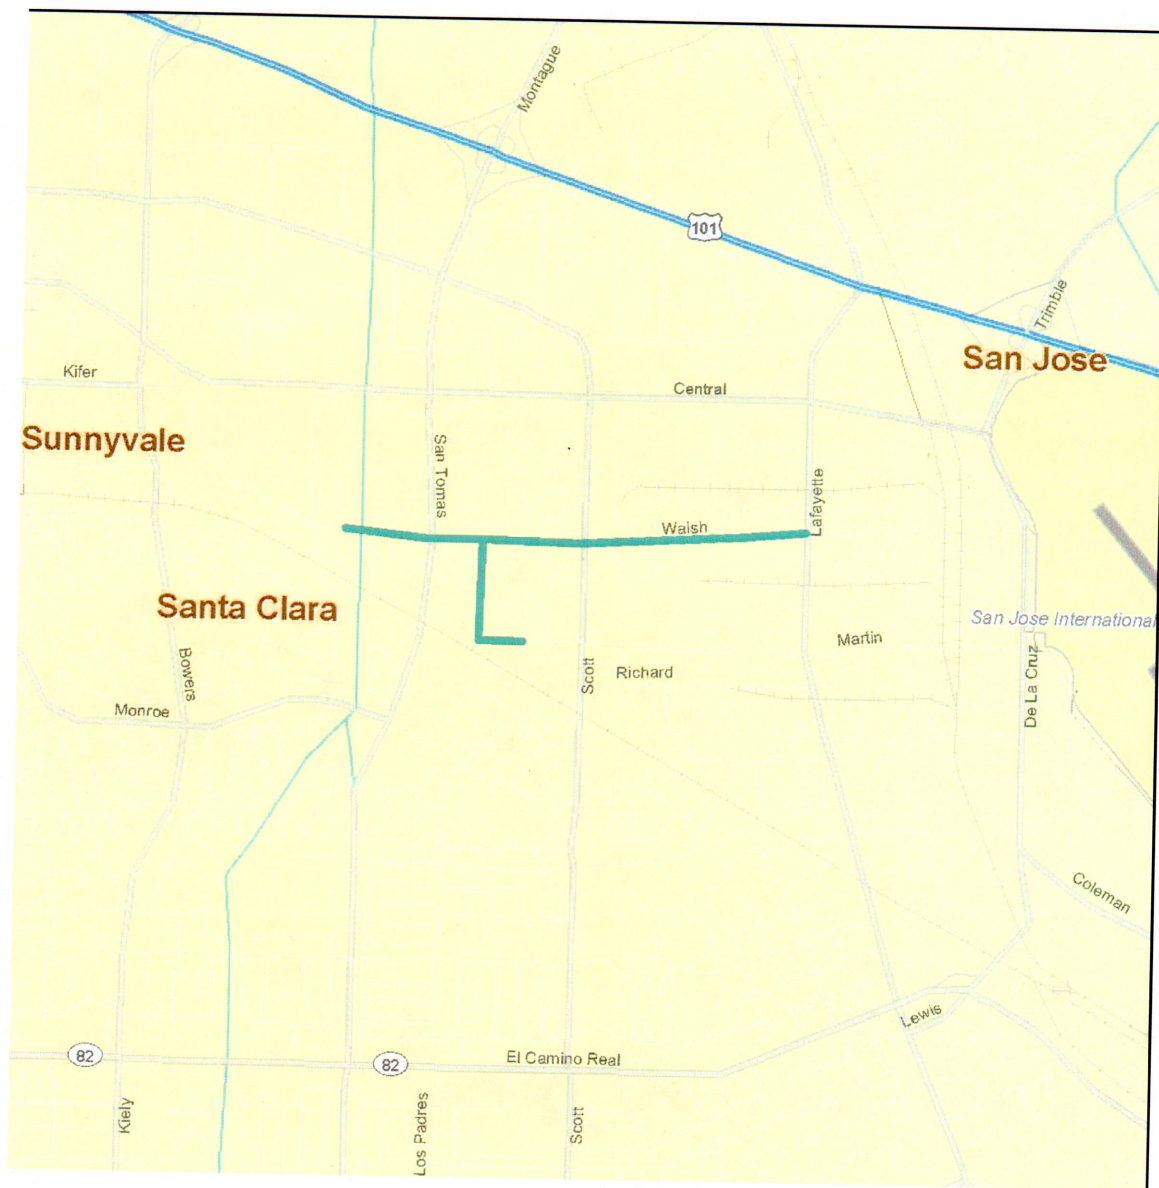 Montague
101
Trimble
San Jose
Kifer
Central
Sunnyvale
San Tomas
Lafayette
Walsh
Santa Clara
San Jose International
Martin
Bowers
Scott
Richard
De La Cruz
Monroe
Coleman
Lewis
82
82
El Camino Real
Kiely
Los Padres
Scott